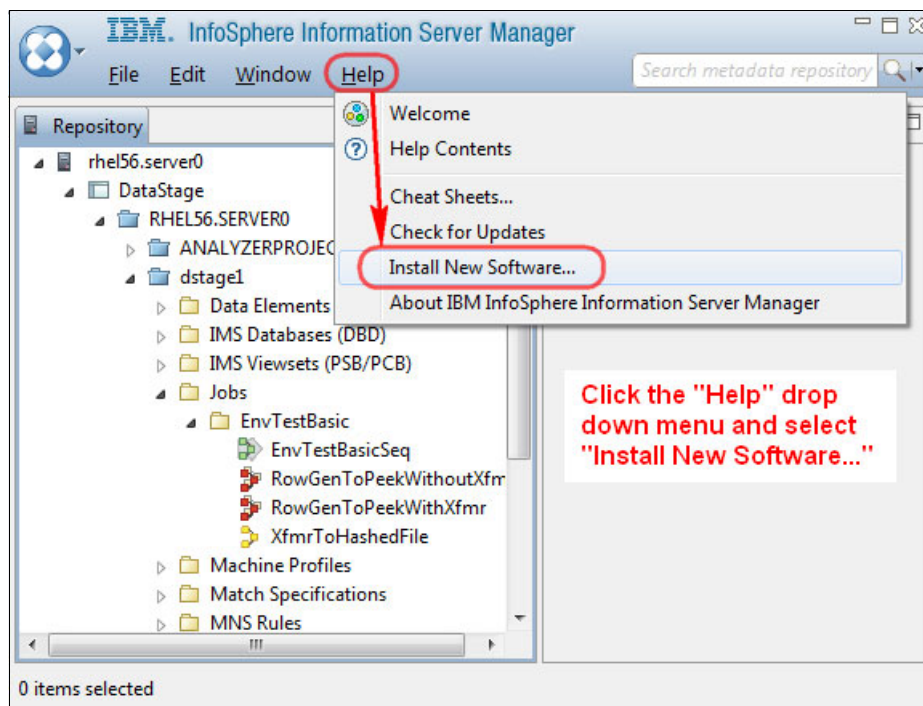 IBM. InfoSphere Information Server Manager
File Edit Window Help
Search metadata repository
Repository
Welcome
Help Contents
Cheat Sheets...
Check for Updates
Install New Software...
About IBM InfoSphere Information Server Manager
rhel56.server0
DataStage
RHEL56.SERVER0
ANALYZERPROJEC
dstage1
Data Elements
IMS Databases (DBD)
IMS Viewsets (PSB/PCB)
Jobs
EnvTestBasic
EnvTestBasicSeq
RowGenToPeekWithoutXfm
RowGenToPeekWithXfmr
XfmrToHashedFile
Machine Profiles
Match Specifications
MNS Rules
Click the "Help" drop
down menu and select
"Install New Software..."
0 items selected